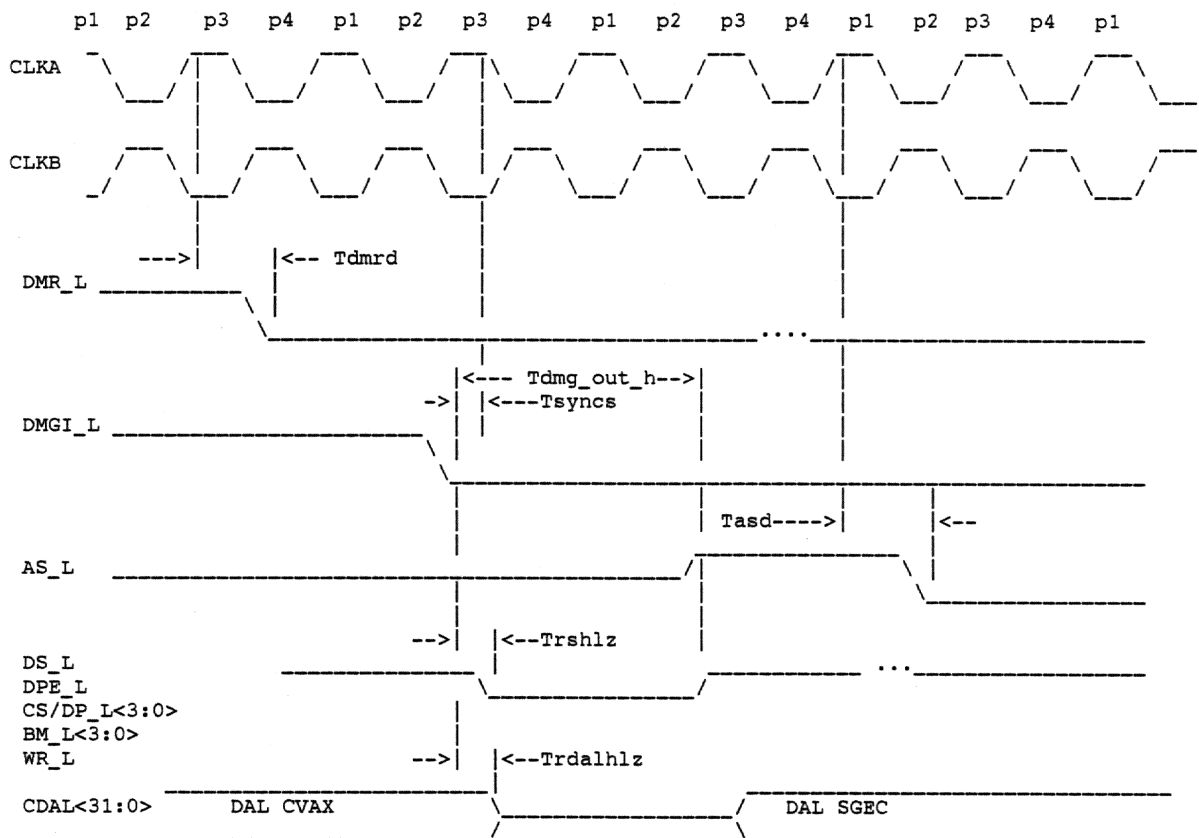 p1 p2 p3 p4 p1 p2 p3 p4 p1 p2 p3 p4 p1 p2 p3 p4 p1
CLKA
CLKB
---> <-- Tdmrd
DMR_L
....
<---- Tdmg_out_h-->
-> <---Tsyncs
DMGI_L
Tasd----> <--
AS_L
--> <--Trshlz
DS_L ...
DPE_L
CS/DP_L<3:0>
BM_L<3:0>
WR_L --> <--Trdalhlz
CDAL<31:0> DAL CVAX DAL SGEC